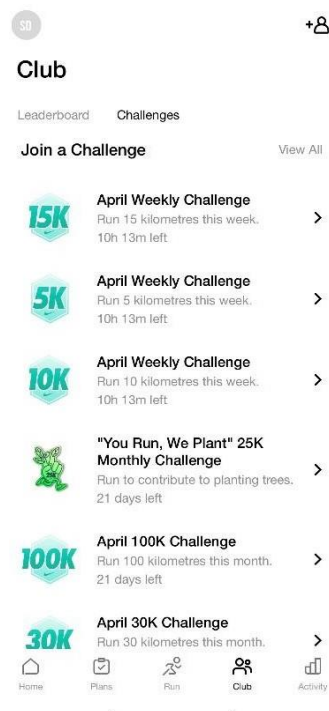 SD
Club
Leaderboard Challenges
Join a Challenge View All
15K
April Weekly Challenge
Run 15 kilometres this week.
10h 13m left
5K
April Weekly Challenge
Run 5 kilometres this week.
10h 13m left
10K
April Weekly Challenge
Run 10 kilometres this week.
10h 13m left
"You Run, We Plant" 25K
Monthly Challenge
Run to contribute to planting trees.
21 days left
100K
April 100K Challenge
Run 100 kilometres this month.
21 days left
30K
April 30K Challenge
Run 30 kilometres this month.
Home Plans Run Club Activity